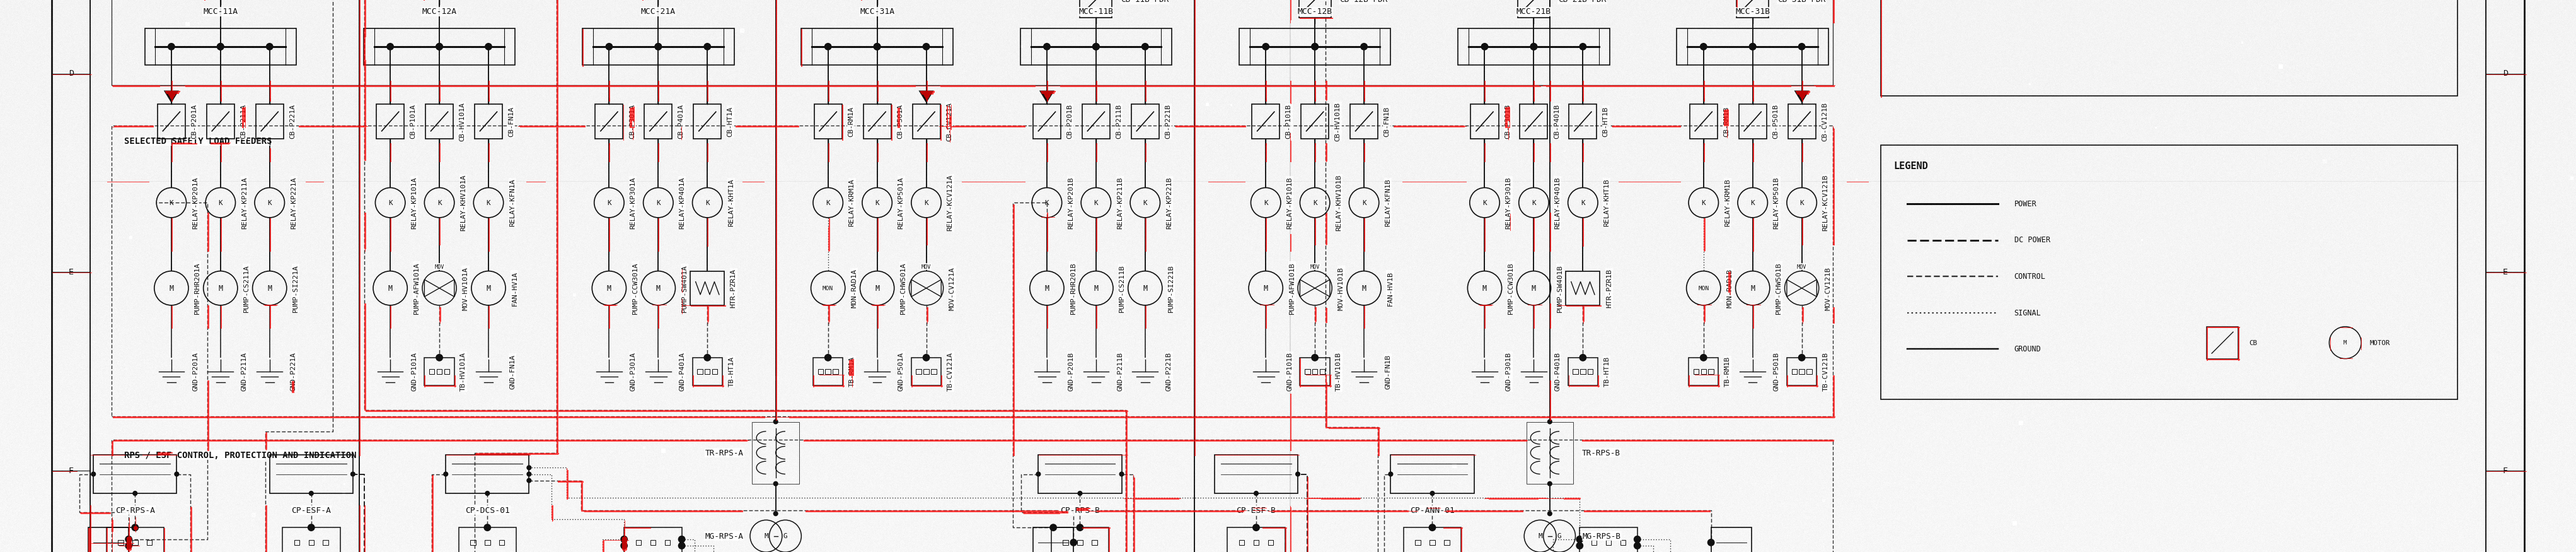 MCC-11A MCC-12A MCC-21A MCC-31A MCC-11B MCC-12B MCC-21B MCC-31B
D D
CB-P201A CB-P211A CB-P221A CB-P101A CB-HV101A CB-FN1A CB-P301A CB-P401A CB-HT1A CB-RM1A CB-P501A CB-CV121A CB-P201B CB-P211B CB-P221B CB-P101B CB-HV101B CB-FN1B CB-P301B CB-P401B CB-HT1B CB-RM1B CB-P501B CB-CV121B
SELECTED SAFETY LOAD FEEDERS
LEGEND
K K K K K K K K K K K K K K K K K K K K K K K K
RELAY-KP201A RELAY-KP211A RELAY-KP221A RELAY-KP101A RELAY-KHV101A RELAY-KFN1A RELAY-KP301A RELAY-KP401A RELAY-KHT1A RELAY-KRM1A RELAY-KP501A RELAY-KCV121A RELAY-KP201B RELAY-KP211B RELAY-KP221B RELAY-KP101B RELAY-KHV101B RELAY-KFN1B RELAY-KP301B RELAY-KP401B RELAY-KHT1B RELAY-KRM1B RELAY-KP501B RELAY-KCV121B
POWER
DC POWER
CONTROL
SIGNAL
GROUND
CB
M MOTOR
E E
MOV MOV MOV MOV
M M M M M M M MON M M M M M M M M MON M
PUMP-RHR201A PUMP-CS211A PUMP-SI221A PUMP-AFW101A MOV-HV101A FAN-HV1A PUMP-CCW301A PUMP-SW401A HTR-PZR1A MON-RAD1A PUMP-CHW501A MOV-CV121A PUMP-RHR201B PUMP-CS211B PUMP-SI221B PUMP-AFW101B MOV-HV101B FAN-HV1B PUMP-CCW301B PUMP-SW401B HTR-PZR1B MON-RAD1B PUMP-CHW501B MOV-CV121B
GND-P201A GND-P211A GND-P221A GND-P101A TB-HV101A GND-FN1A GND-P301A GND-P401A TB-HT1A TB-RM1A GND-P501A TB-CV121A GND-P201B GND-P211B GND-P221B GND-P101B TB-HV101B GND-FN1B GND-P301B GND-P401B TB-HT1B TB-RM1B GND-P501B TB-CV121B
RPS / ESF CONTROL, PROTECTION AND INDICATION
TR-RPS-A TR-RPS-B
F F
CP-RPS-A CP-ESF-A CP-DCS-01 CP-RPS-B CP-ESF-B CP-ANN-01
MG-RPS-A M G M G MG-RPS-B